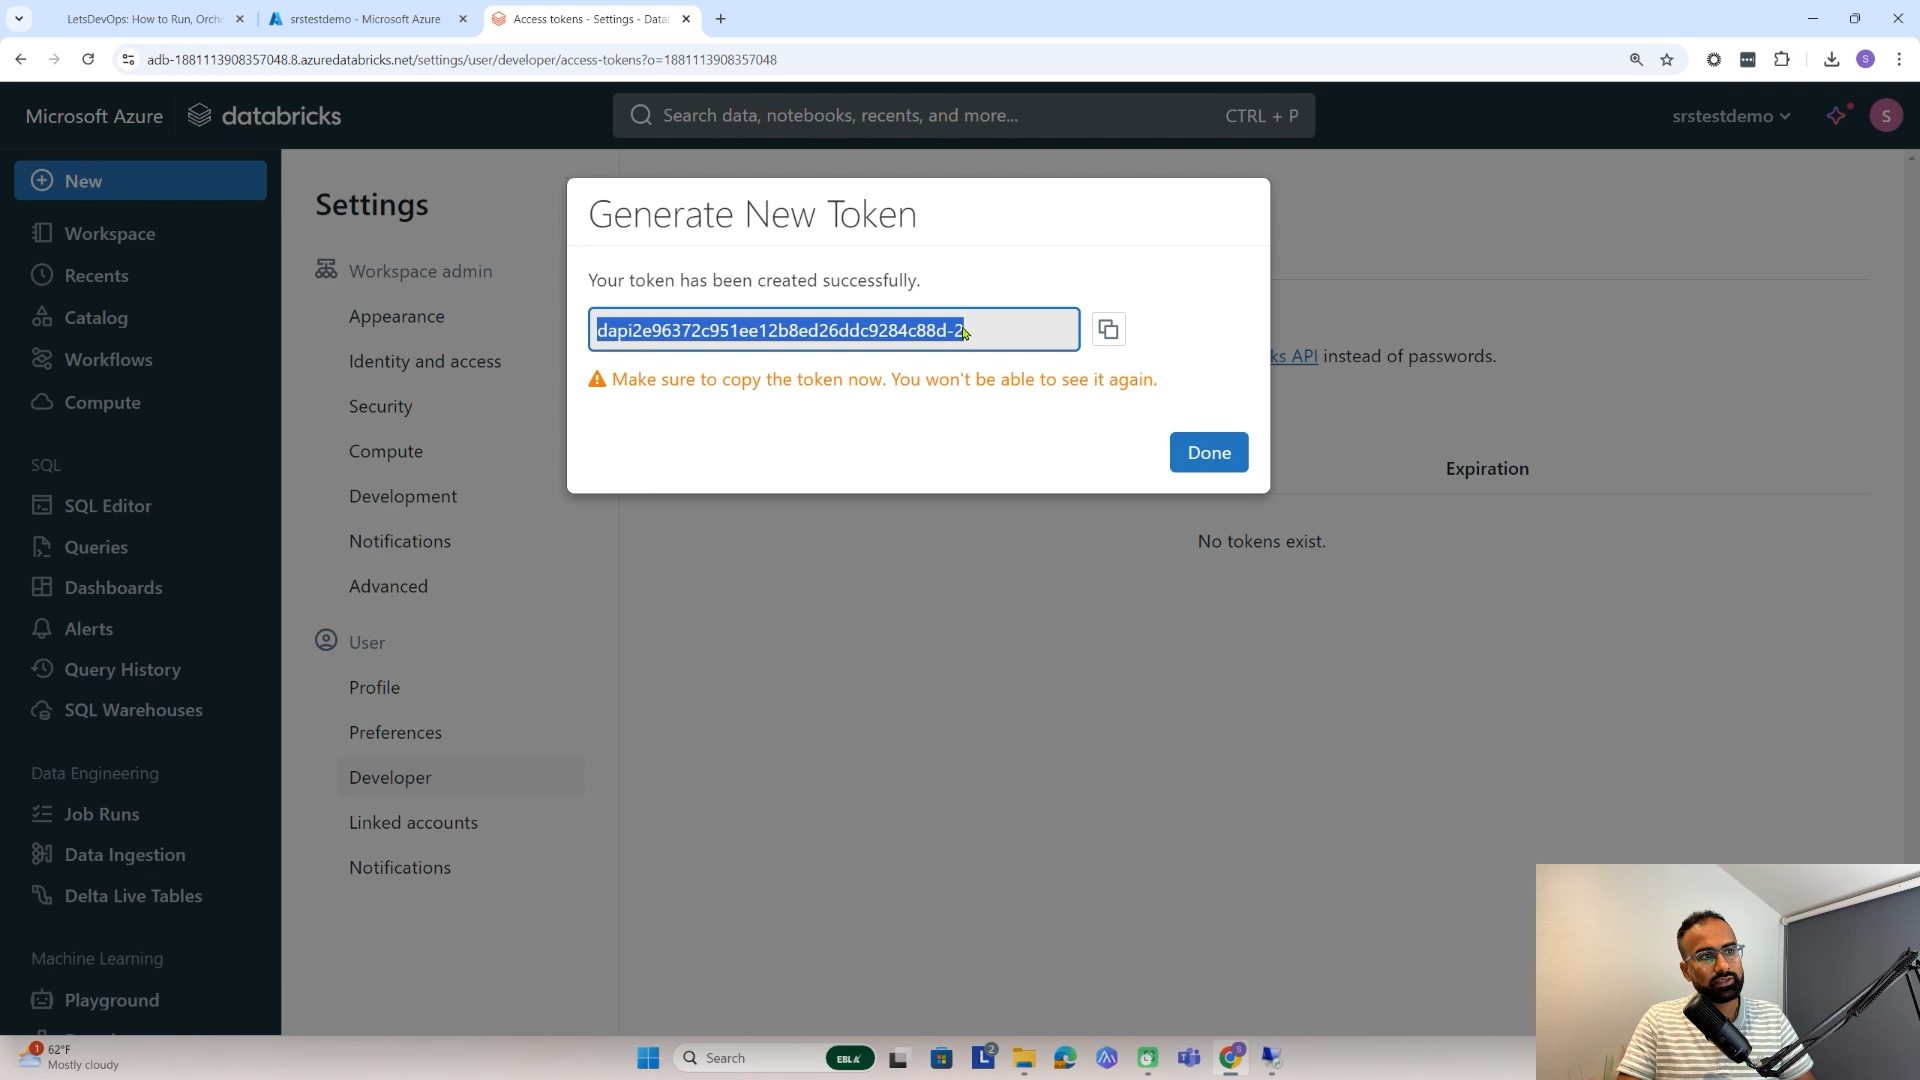 LetsDevOps: How to Run, Orche
srstestdemo - Microsoft Azure
Access tokens - Settings - Datal
adb-1881113908357048.8.azuredatabricks.net/settings/user/developer/access-tokens?o=1881113908357048
Microsoft Azure
databricks
Search data, notebooks, recents, and more...
CTRL + P
srstestdemo
S
New
Workspace
Recents
Catalog
Workflows
Compute
SQL
SQL Editor
Queries
Dashboards
Alerts
Query History
SQL Warehouses
Data Engineering
Job Runs
Data Ingestion
Delta Live Tables
Machine Learning
Playground
Settings
Workspace admin
Appearance
Identity and access
Security
Compute
Development
Notifications
Advanced
User
Profile
Preferences
Developer
Linked accounts
Notifications
Generate New Token
Your token has been created successfully.
dapi2e96372c951ee12b8ed26ddc9284c88d-2
Make sure to copy the token now. You won't be able to see it again.
Done
ks API instead of passwords.
Expiration
No tokens exist.
1
62°F
Mostly cloudy
Search
EBLA
L
2
S